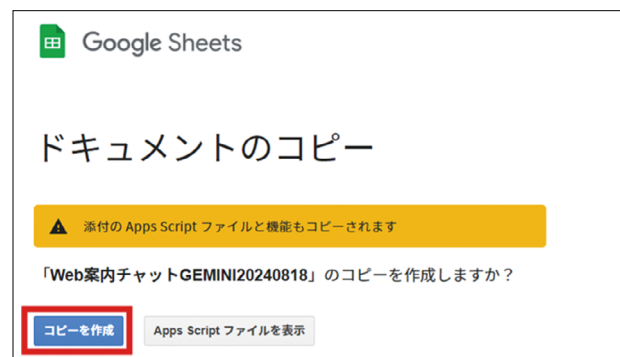 Google Sheets
ドキュメントのコピー
添付の Apps Script ファイルと機能もコピーされます
「Web案内チャットGEMINI20240818」のコピーを作成しますか？
コピーを作成
Apps Script ファイルを表示